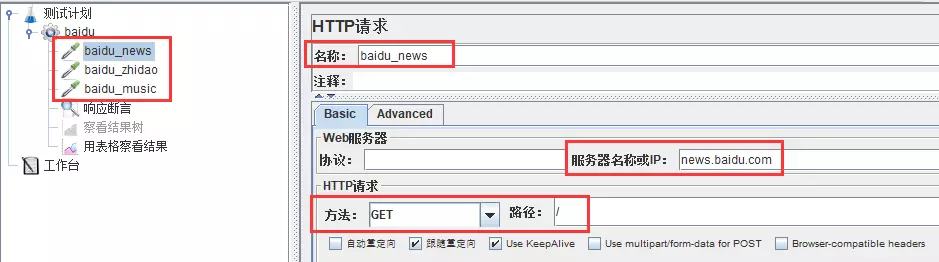 测试计划
baidu
baidu_news
baidu_zhidao
baidu_music
响应断言
察看结果树
用表格察看结果
工作台
HTTP请求
名称： baidu_news
注释：
Basic Advanced
Web服务器
协议： 服务器名称或IP： news.baidu.com
HTTP请求
方法： GET 路径： /
自动重定向 跟随重定向 Use KeepAlive Use multipart/form-data for POST Browser-compatible headers